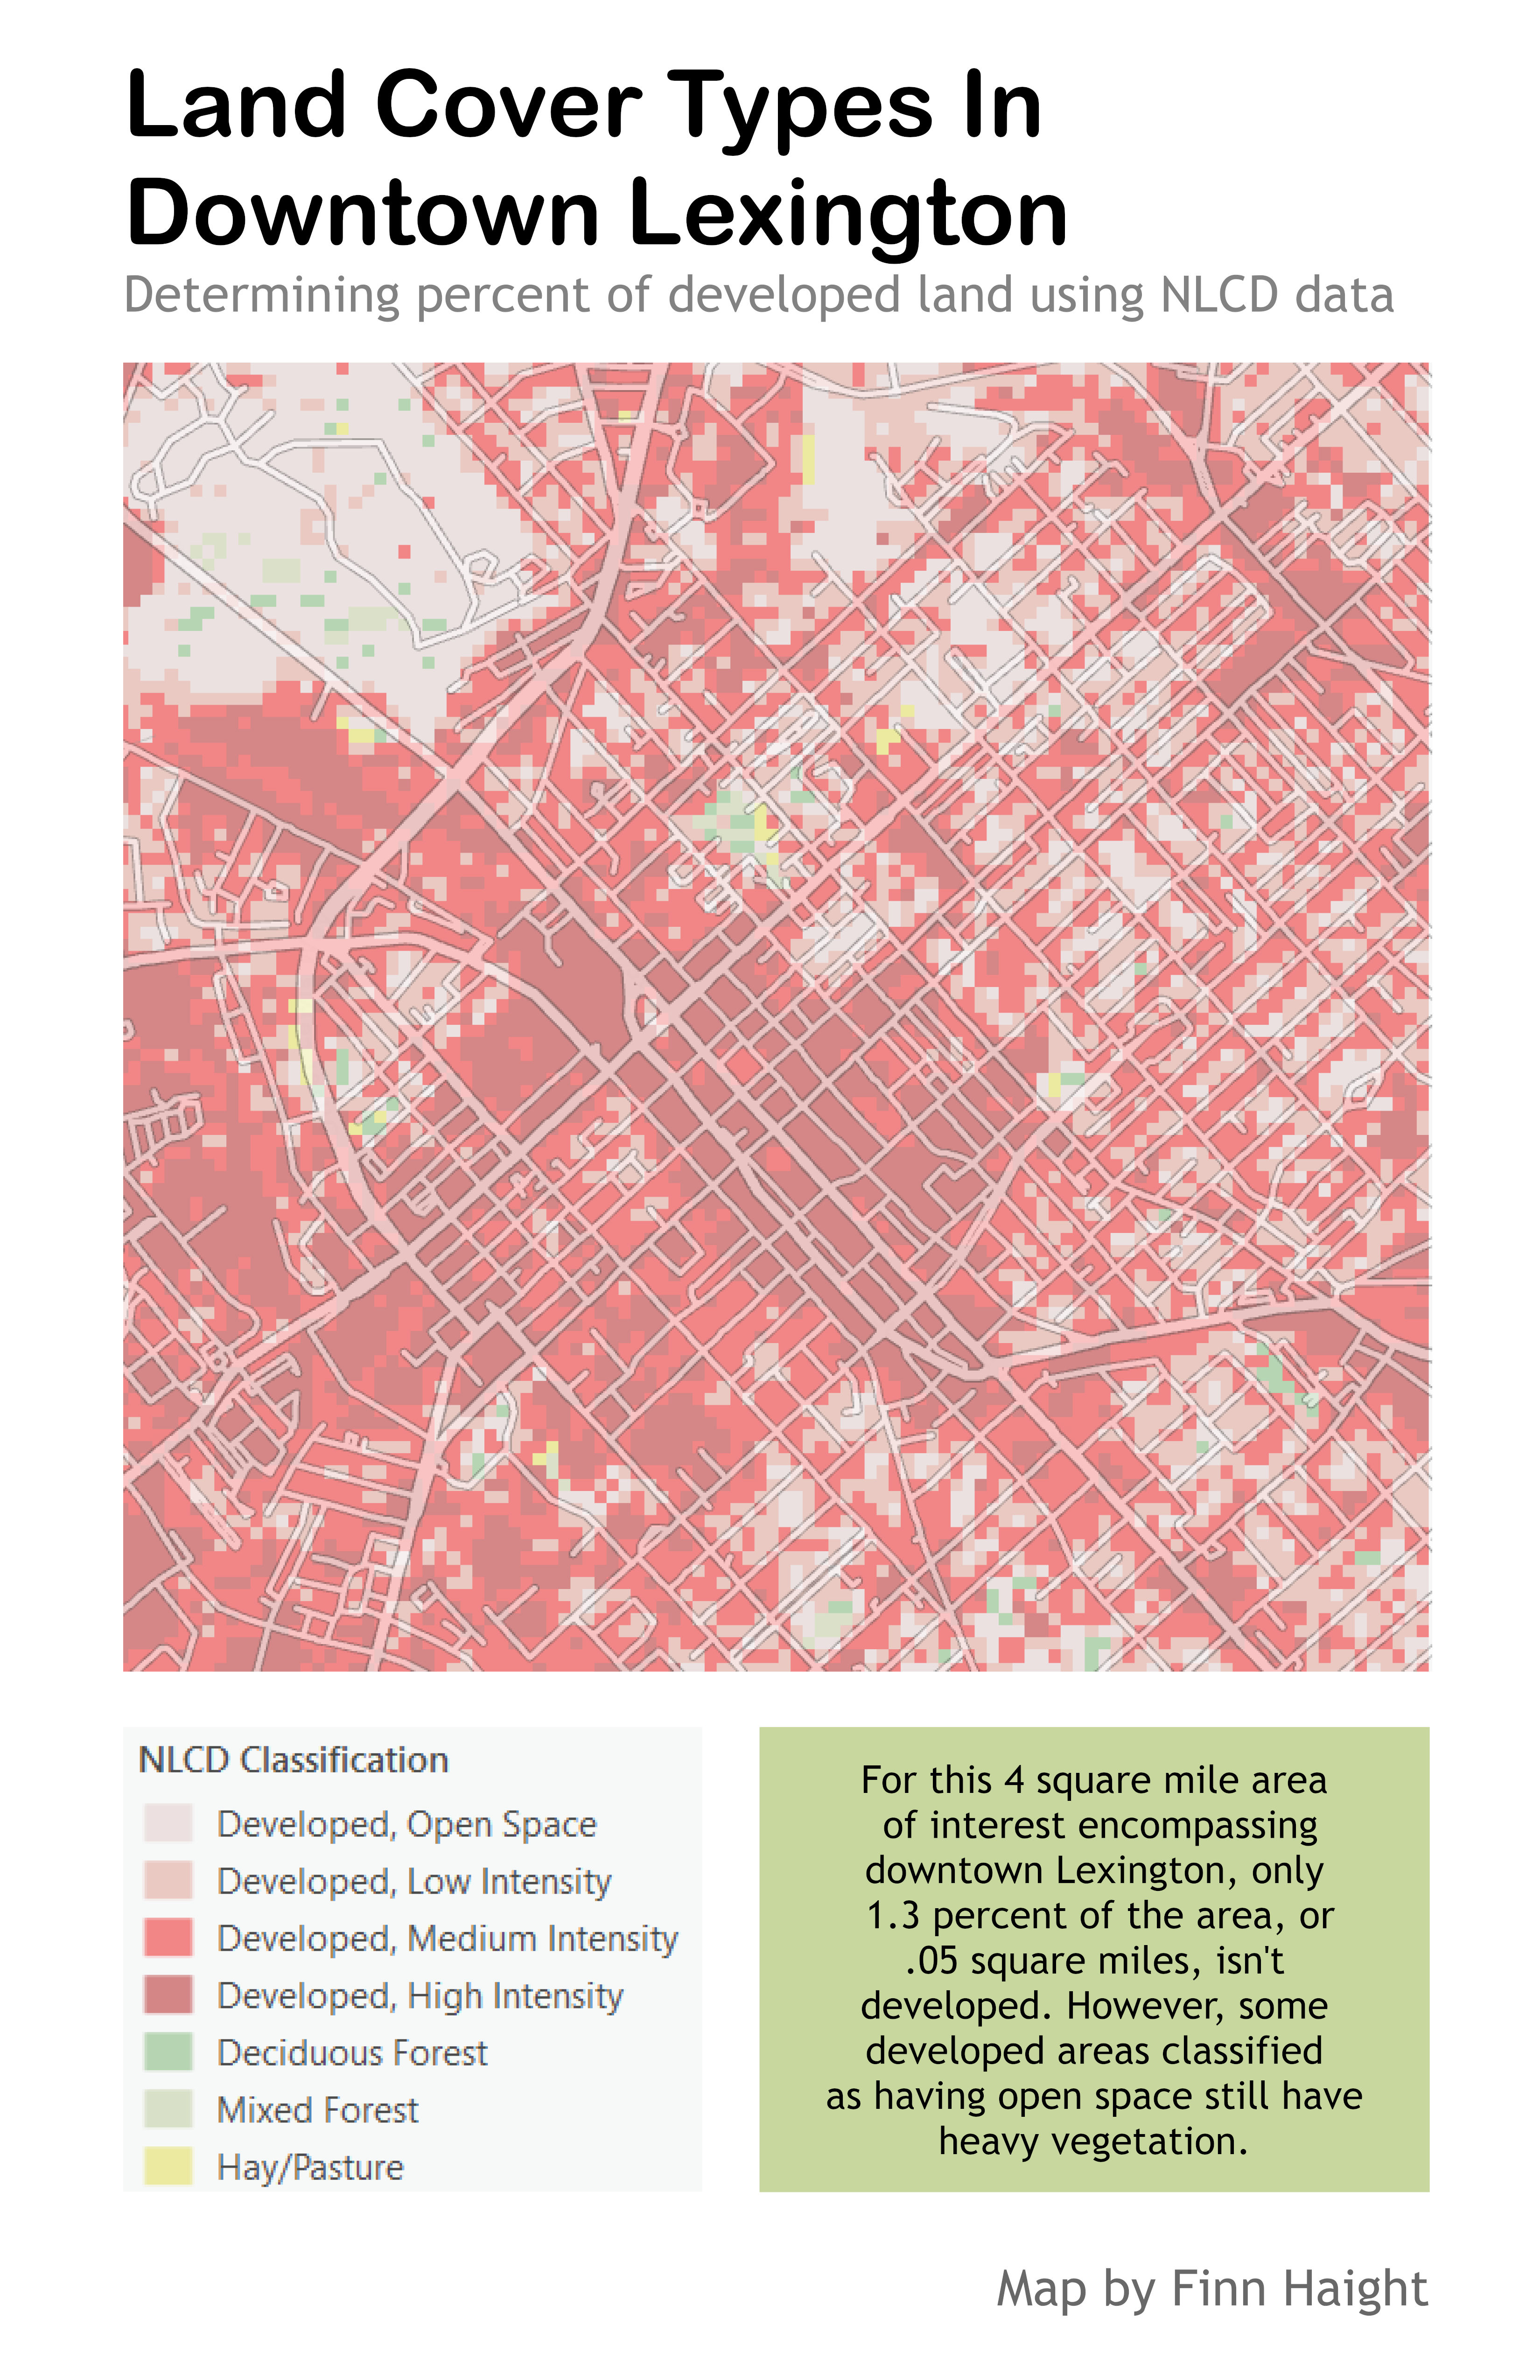 Land Cover Types In
Downtown Lexington
Determining percent of developed land using NLCD data
NLCD Classification
Developed, Open Space
Developed, Low Intensity
Developed, Medium Intensity
Developed, High Intensity
Deciduous Forest
Mixed Forest
Hay/Pasture
For this 4 square mile area
of interest encompassing
downtown Lexington, only
1.3 percent of the area, or
.05 square miles, isn't
developed. However, some
developed areas classified
as having open space still have
heavy vegetation.
Map by Finn Haight